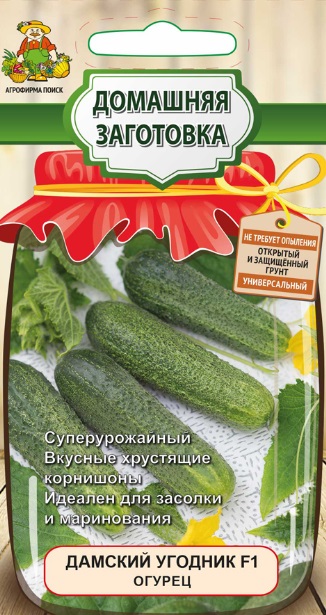 АГРОФИРМА ПОИСК
ДОМАШНЯЯ
ЗАГОТОВКА
НЕ ТРЕБУЕТ ОПЫЛЕНИЯ
ОТКРЫТЫЙ
И ЗАЩИЩЁННЫЙ
ГРУНТ
УНИВЕРСАЛЬНЫЙ
Суперурожайный
Вкусные хрустящие
корнишоны
Идеален для засолки
и маринования
ДАМСКИЙ УГОДНИК F1
ОГУРЕЦ